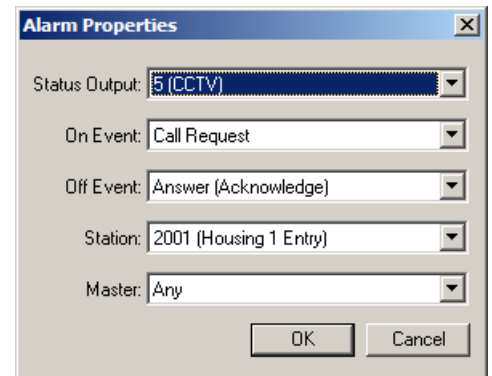 Alarm Properties
Status Output: 5 (CCTV)
On Event: Call Request
Off Event: Answer (Acknowledge)
Station: 2001 (Housing 1 Entry)
Master: Any
OK Cancel